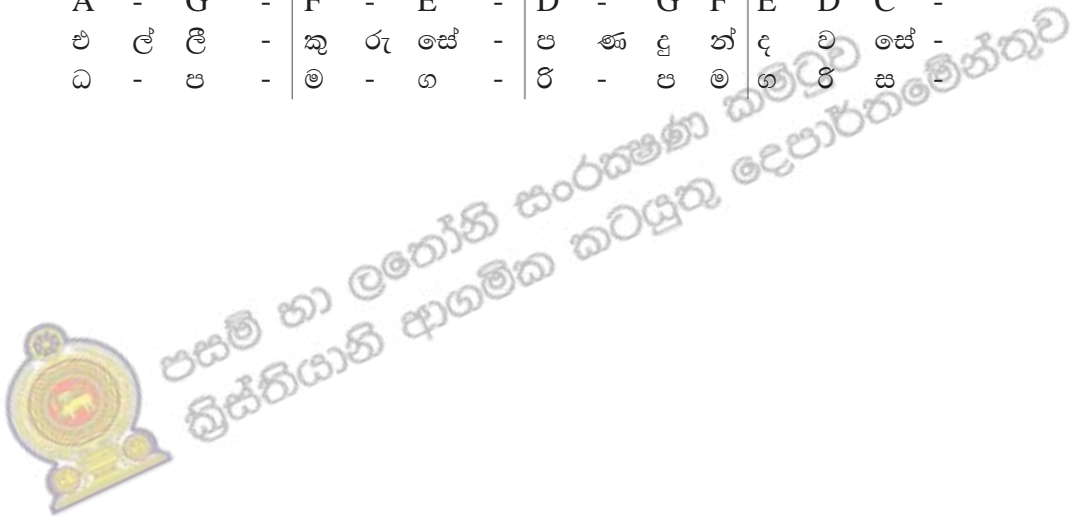 A - G - | F - E - | D - G F | E D C -
එ ල් ලී - | කු රු සේ - | ප ණ දු න් | ද ව සේ -
ධ - ප - | ම - ග - | රි - ප ම | ග රි ස -
පසම් හා ලතෝනි සංරක්ෂණ කමිටුව
ක්‍රිස්තියානි ආගමික කටයුතු දෙපාර්තමේන්තුව